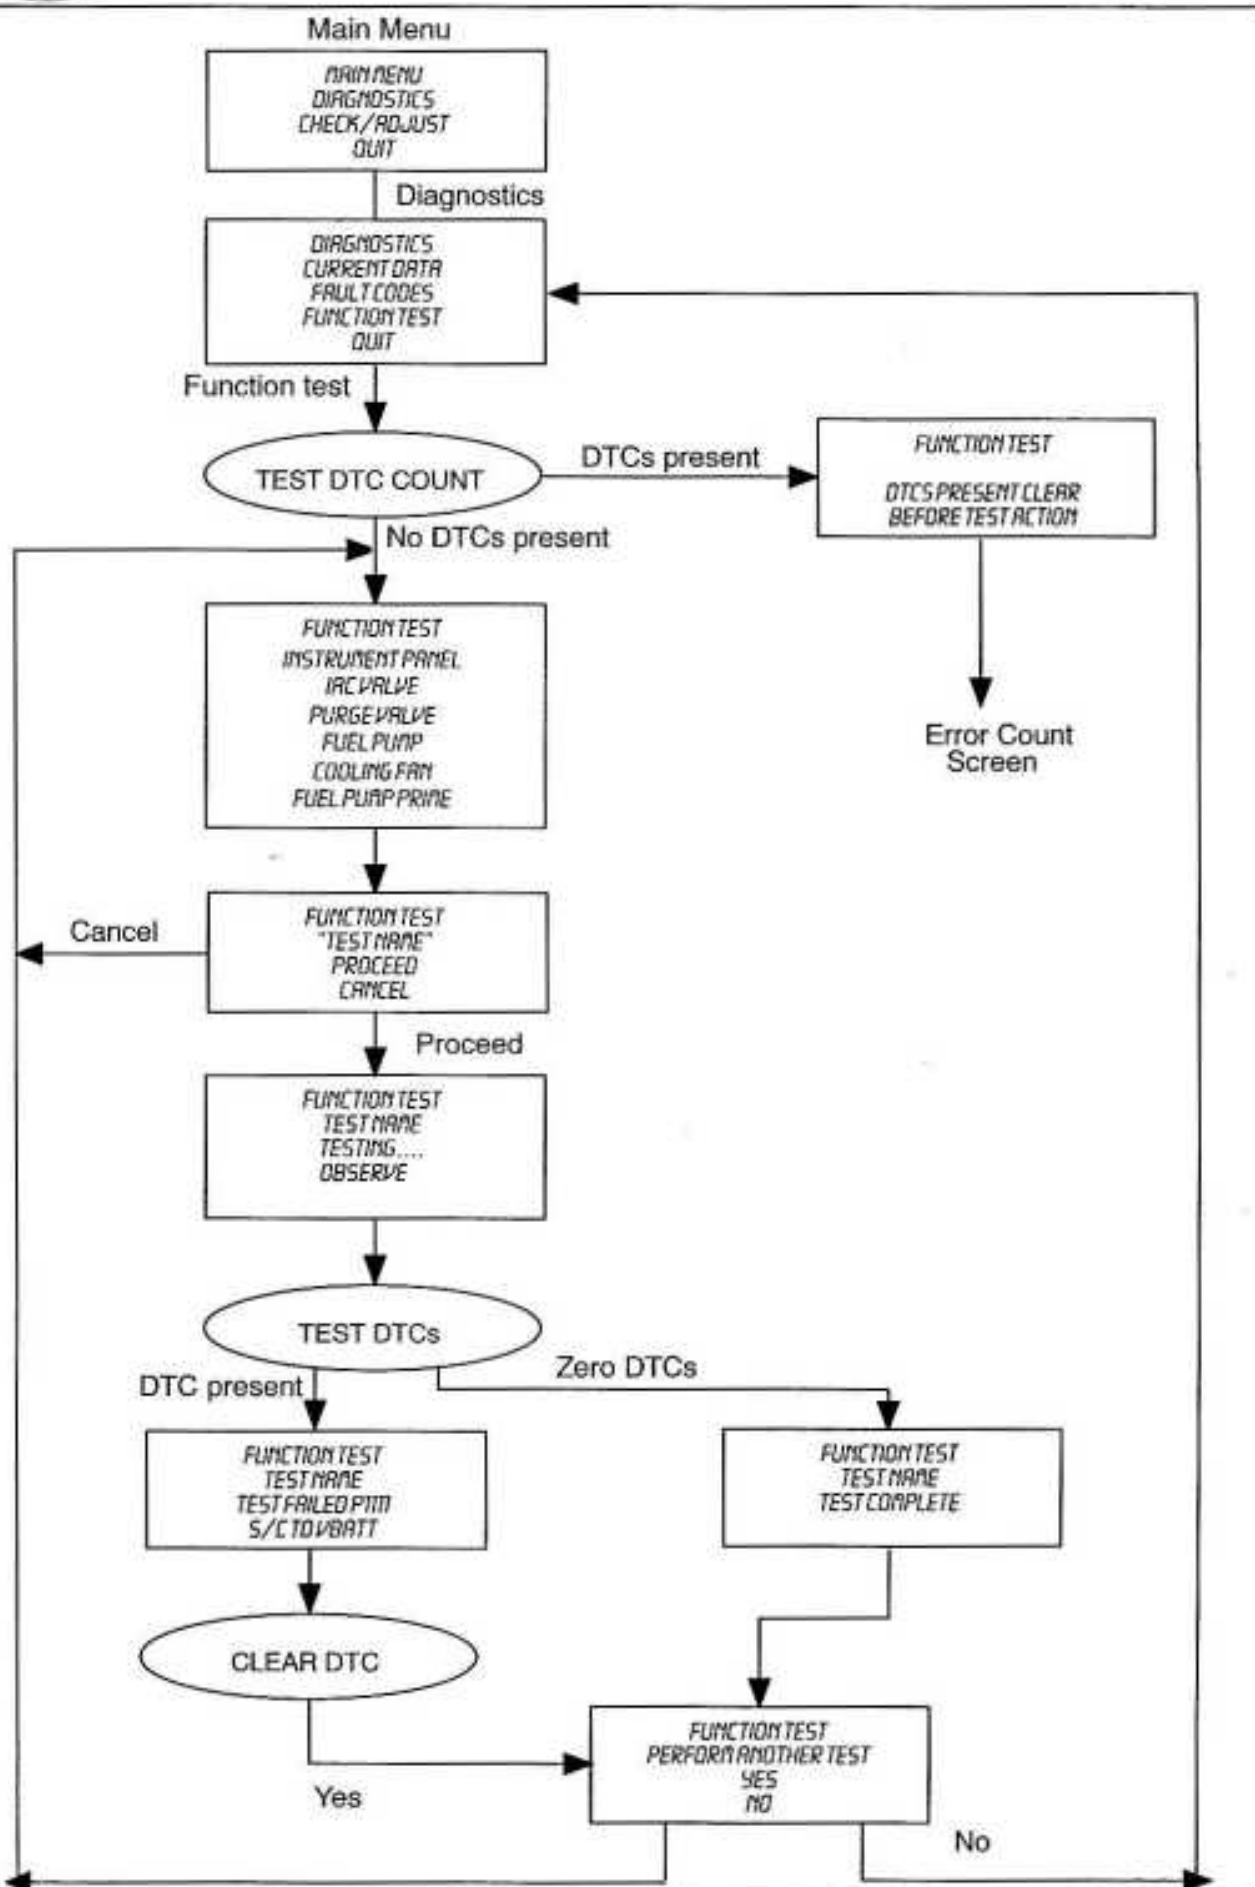 Main Menu
MAIN MENU
DIAGNOSTICS
CHECK/ADJUST
QUIT
Diagnostics
DIAGNOSTICS
CURRENT DATA
FAULT CODES
FUNCTION TEST
QUIT
Function test
TEST DTC COUNT
DTCs present
FUNCTION TEST
DTCS PRESENT CLEAR
BEFORE TEST ACTION
No DTCs present
FUNCTION TEST
INSTRUMENT PANEL
IAC VALVE
PURGE VALVE
FUEL PUMP
COOLING FAN
FUEL PUMP PRIME
Error Count
Screen
Cancel
FUNCTION TEST
"TEST NAME"
PROCEED
CANCEL
Proceed
FUNCTION TEST
TEST NAME
TESTING....
OBSERVE
TEST DTCs
DTC present
Zero DTCs
FUNCTION TEST
TEST NAME
TEST FAILED P1111
S/C TO VBATT
FUNCTION TEST
TEST NAME
TEST COMPLETE
CLEAR DTC
FUNCTION TEST
PERFORM ANOTHER TEST
YES
NO
Yes
No